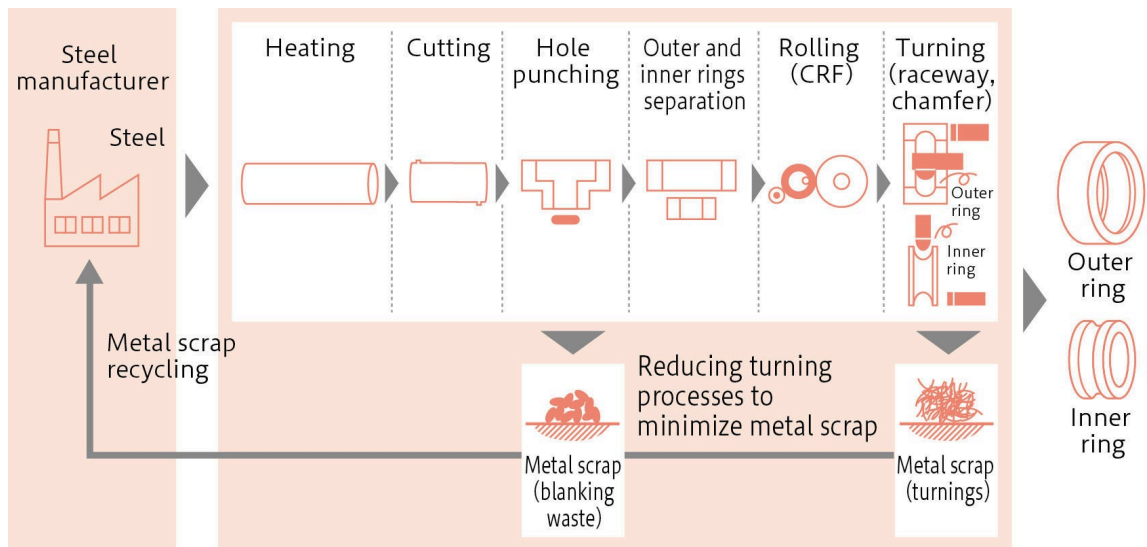 Steel
manufacturer
Steel
Heating
Cutting
Hole
punching
Outer and
inner rings
separation
Rolling
(CRF)
Turning
(raceway,
chamfer)
Outer
ring
Inner
ring
Outer
ring
Inner
ring
Metal scrap
recycling
Reducing turning
processes to
minimize metal scrap
Metal scrap
(blanking
waste)
Metal scrap
(turnings)